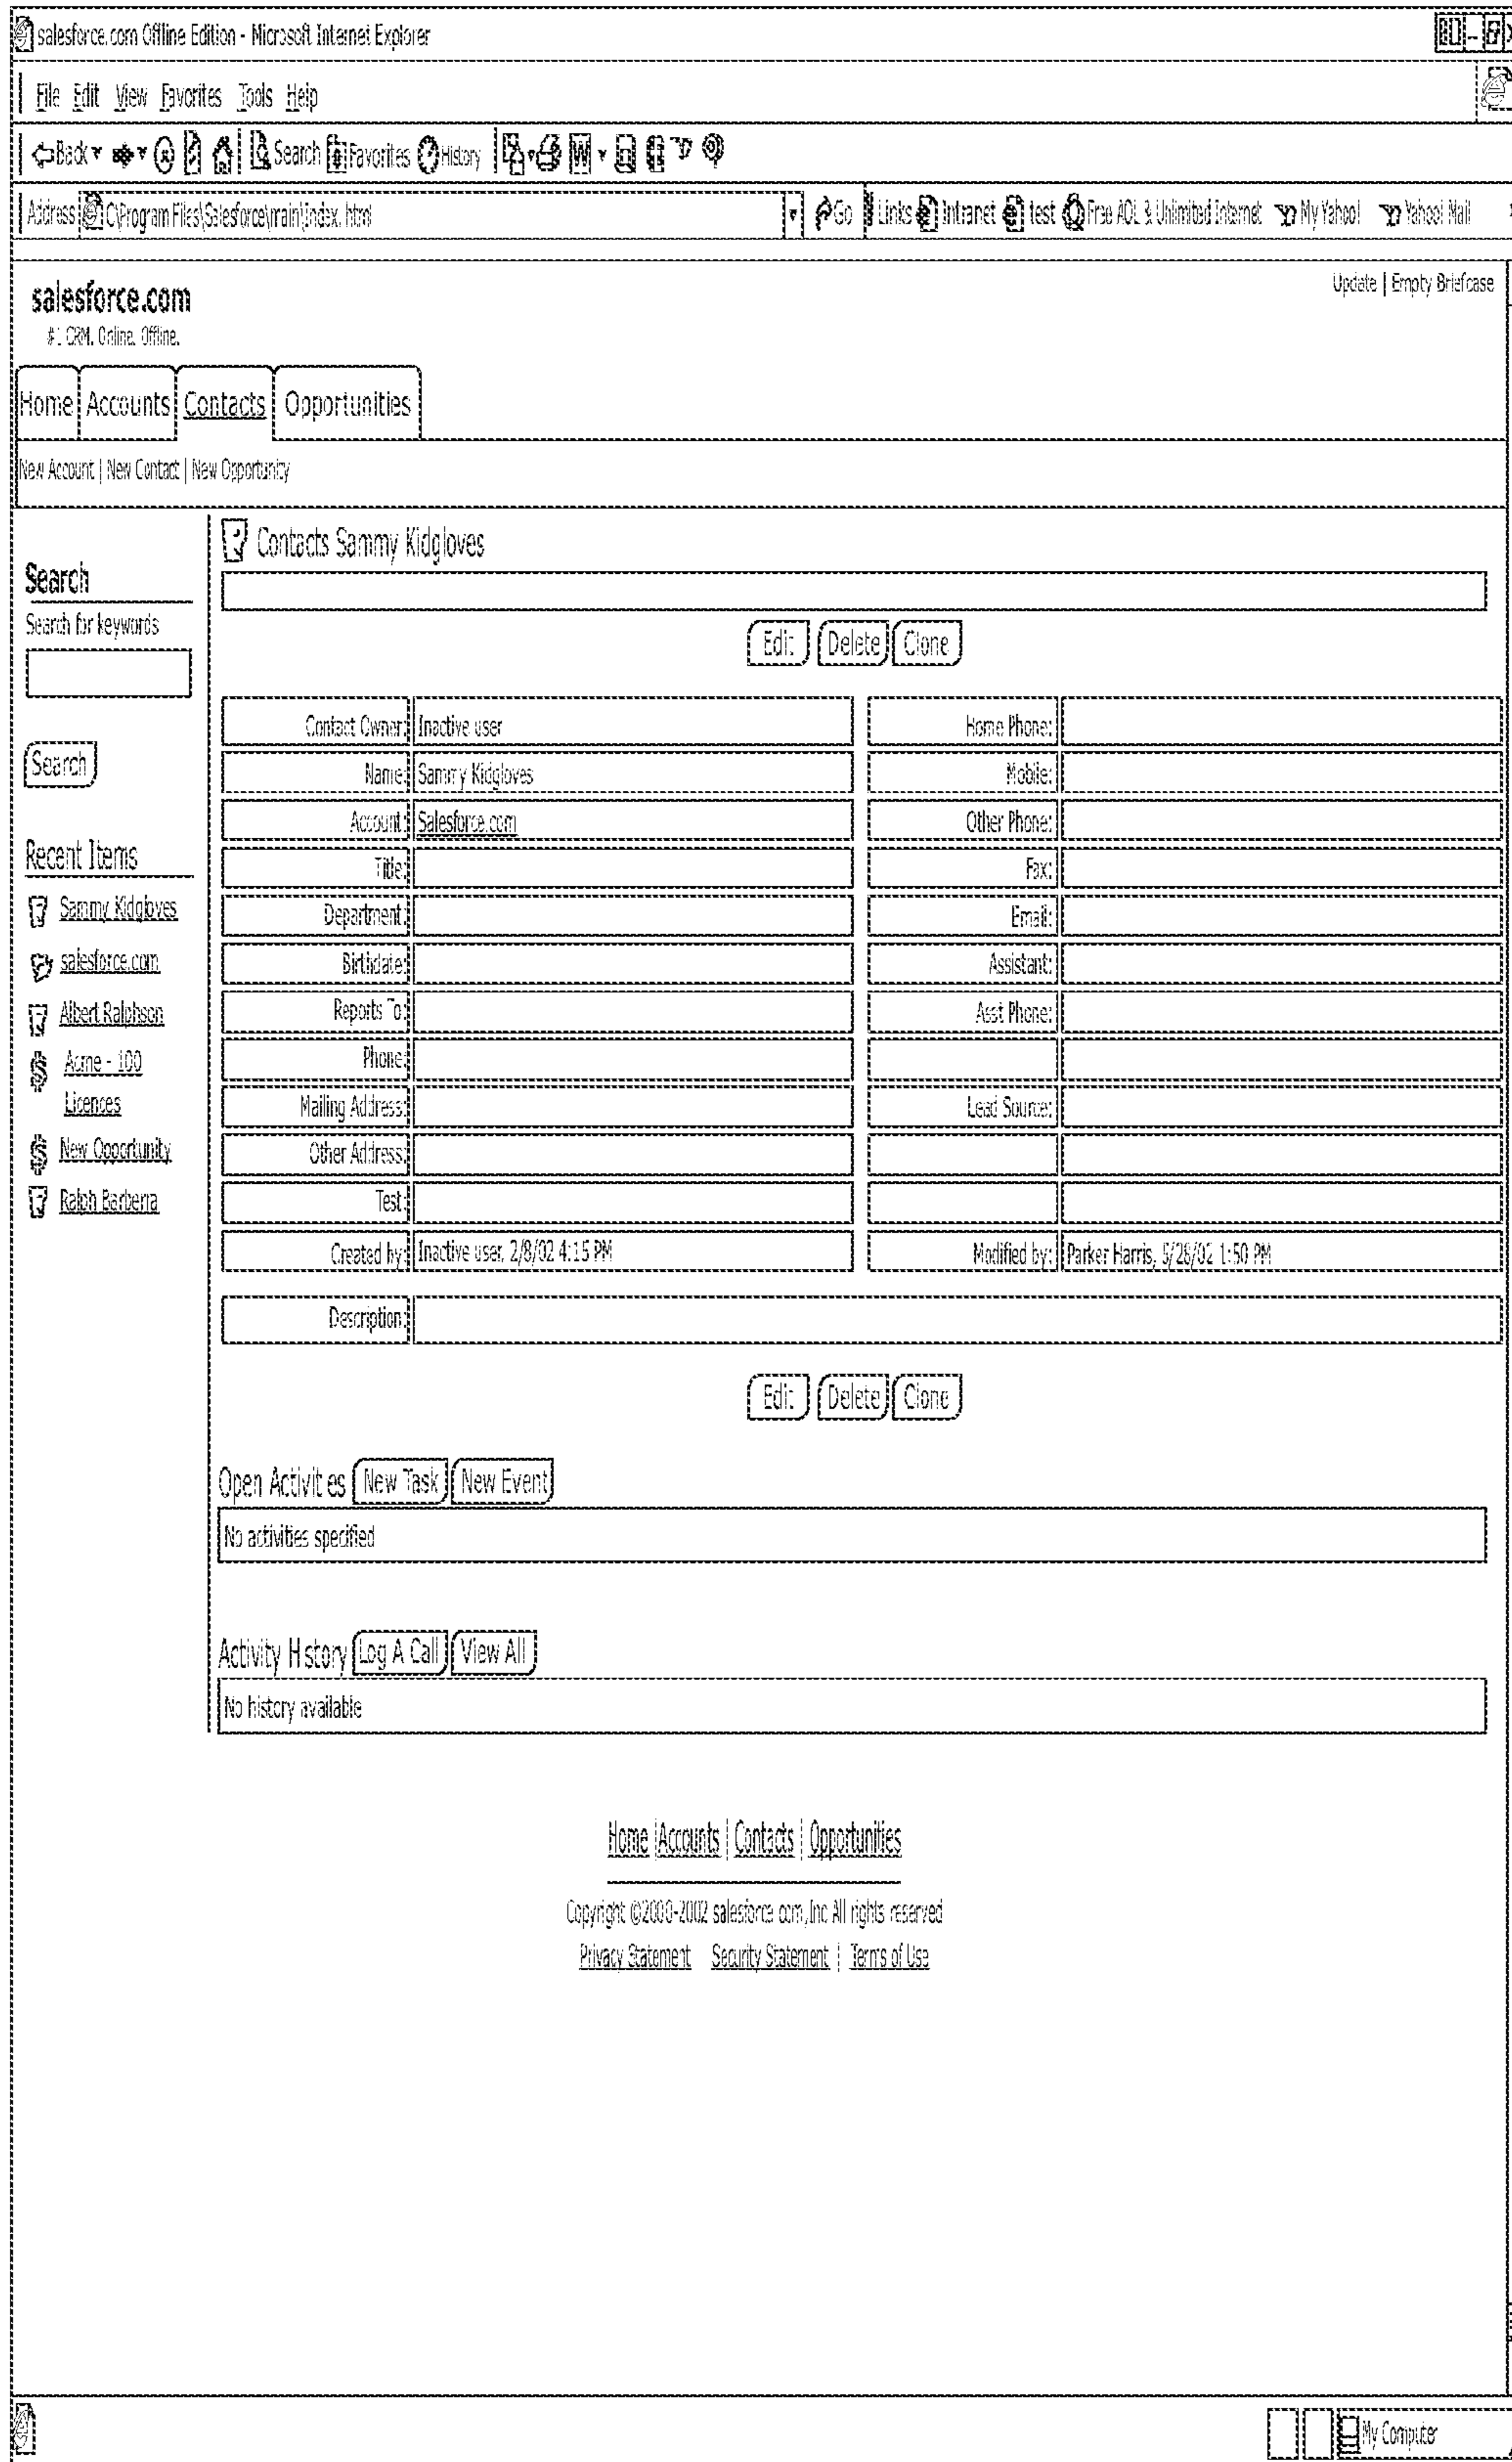 salesforce.com Offline Edition - Microsoft Internet Explorer
File Edit View Favorites Tools Help
Back Search Favorites History W
Address C\Program Files\Salesforce\main\index. html Go Links Intranet test Free AOL & Unlimited Internet My Yahoo! Yahoo! Mail
Update | Empty Briefcase
salesforce.com
#1 CRM. Online. Offline.
Home Accounts Contacts Opportunities
New Account | New Contact | New Opportunity
Contacts Sammy Kidgloves
Search
Search for keywords
Edit Delete Clone
Search
Contact Owner: Inactive user Home Phone:
Name: Sammy Kidgloves Mobile:
Account: Salesforce.com Other Phone:
Title: Fax:
Department: Email:
Birthdate: Assistant:
Reports To: Asst Phone:
Phone:
Mailing Address: Lead Source:
Other Address:
Test:
Created by: Inactive user, 2/8/02 4:15 PM Modified by: Parker Harris, 5/28/02 1:50 PM
Description:
Recent Items
Sammy Kidgloves
salesforce.com
Albert Ralphson
$ Acme - 100
Licences
$ New Opportunity
Ralph Barberra
Edit Delete Clone
Open Activities New Task New Event
No activities specified
Activity History Log A Call View All
No history available
Home | Accounts | Contacts | Opportunities
Copyright ©2000-2002 salesforce com, Inc All rights reserved
Privacy Statement Security Statement | Terms of Use
My Computer